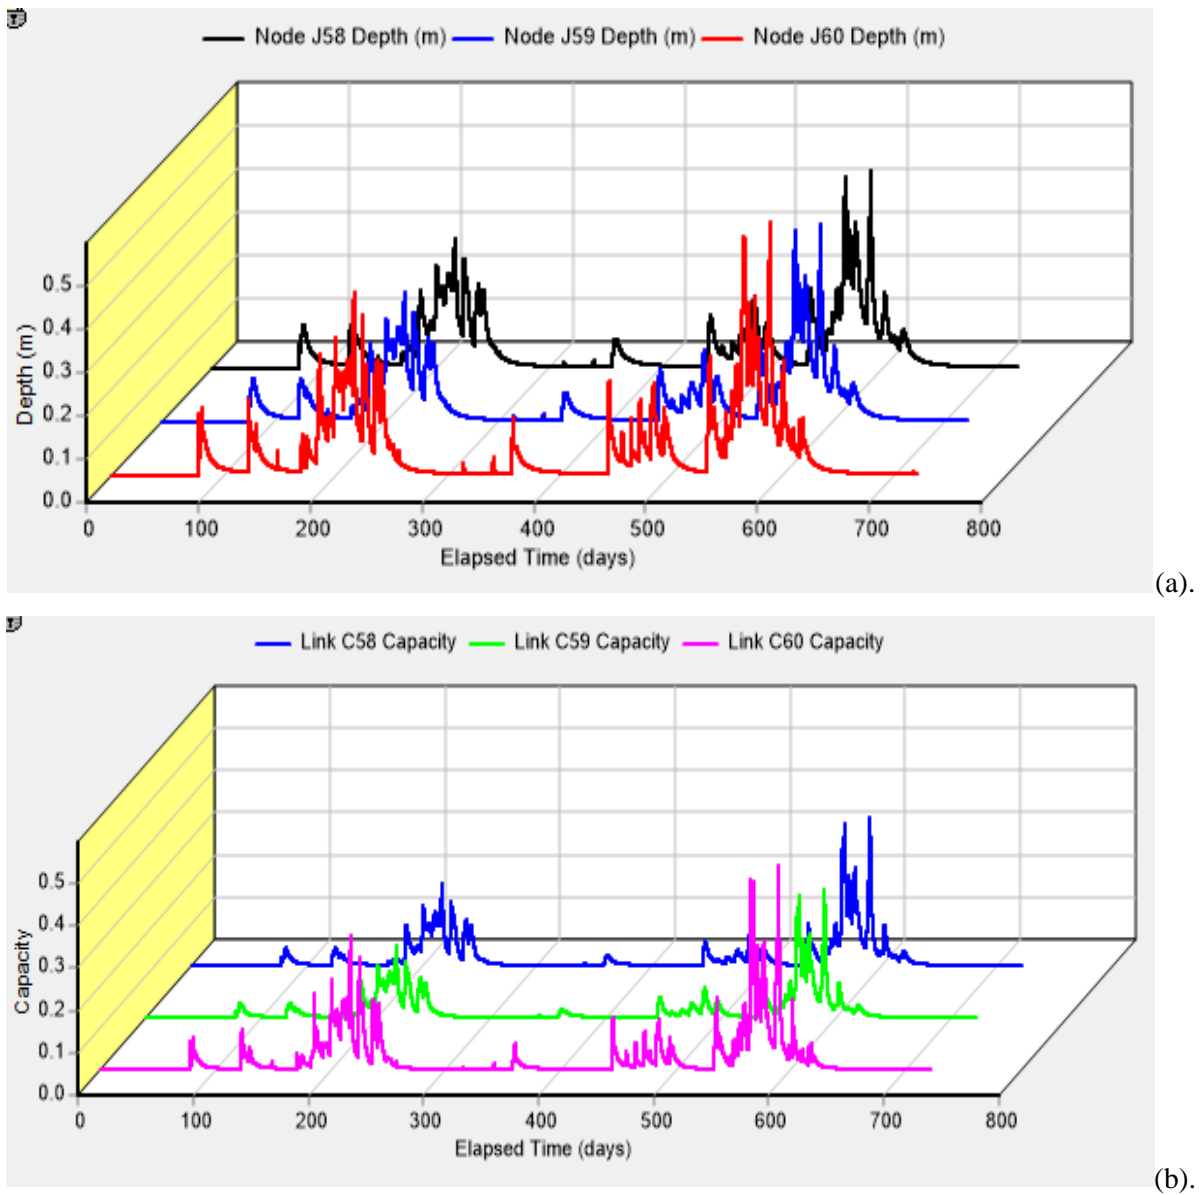 Node J58 Depth (m) Node J59 Depth (m) Node J60 Depth (m)
Depth (m)
0.5
0.4
0.3
0.2
0.1
0.0
0 100 200 300 400 500 600 700 800
Elapsed Time (days)
(a).
Link C58 Capacity Link C59 Capacity Link C60 Capacity
Capacity
0.5
0.4
0.3
0.2
0.1
0.0
0 100 200 300 400 500 600 700 800
Elapsed Time (days)
(b).